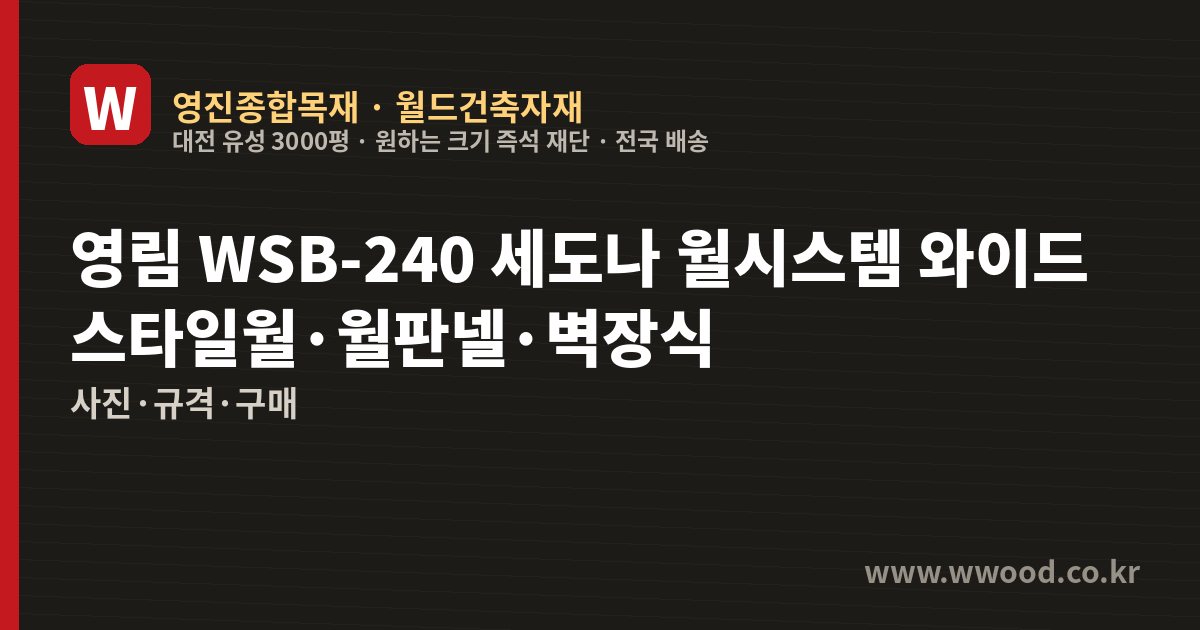 W
영진종합목재 · 월드건축자재
대전 유성 3000평 · 원하는 크기 즉석 재단 · 전국 배송
영림 WSB-240 세도나 월시스템 와이드
스타일월·월판넬·벽장식
사진·규격·구매
www.wwood.co.kr